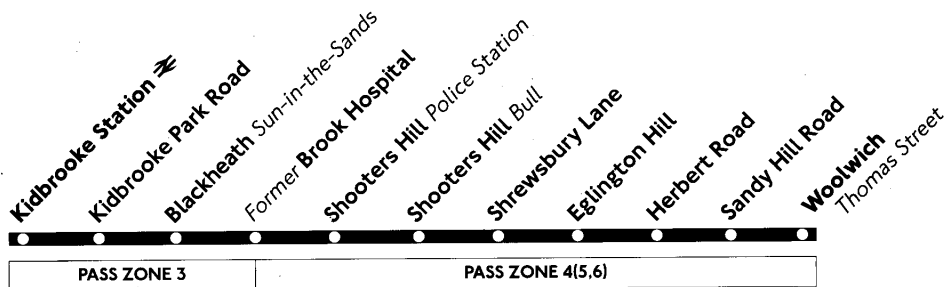 Kidbrooke Station
Kidbrooke Park Road
Blackheath Sun-in-the-Sands
Former Brook Hospital
Shooters Hill Police Station
Shooters Hill Bull
Shrewsbury Lane
Eglington Hill
Herbert Road
Sandy Hill Road
Woolwich
Thomas Street
PASS ZONE 3
PASS ZONE 4(5,6)